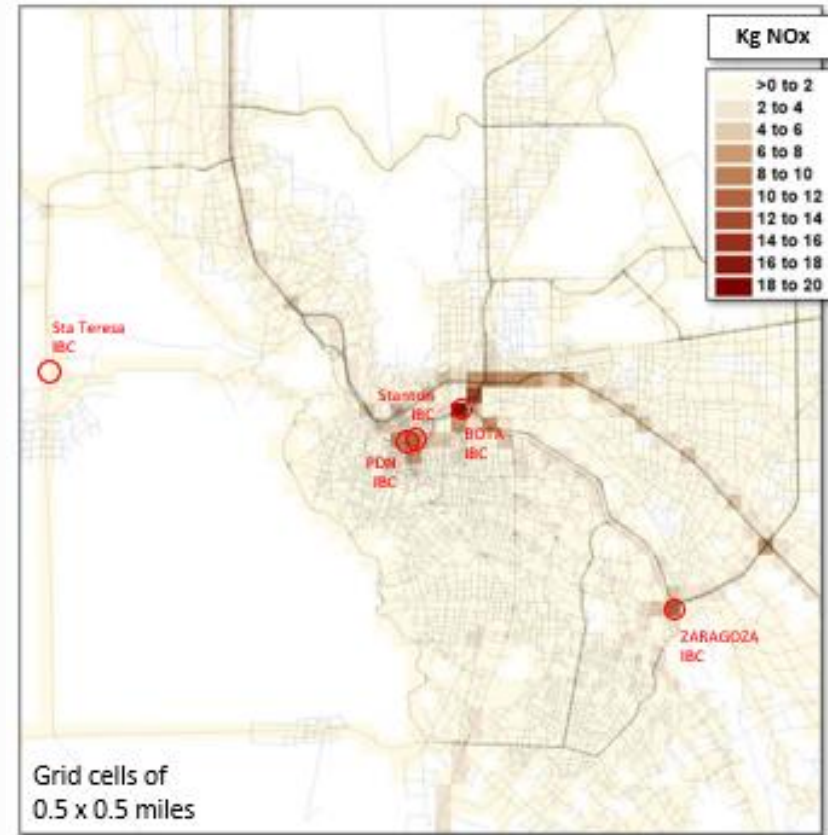 Kg NOx
>0 to 2
2 to 4
4 to 6
6 to 8
8 to 10
10 to 12
12 to 14
14 to 16
16 to 18
18 to 20
Sta Teresa
IBC
Stanton
IBC
BOTA
IBC
PDN
IBC
ZARAGOZA
IBC
Grid cells of
0.5 x 0.5 miles